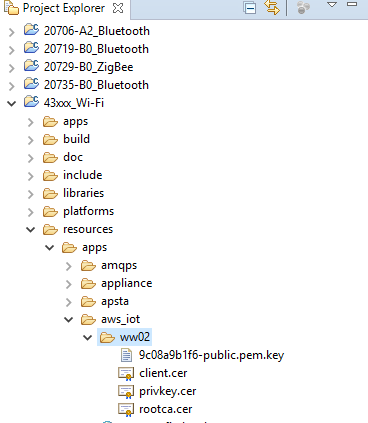 Project Explorer
20706-A2_Bluetooth
20719-B0_Bluetooth
20729-B0_ZigBee
20735-B0_Bluetooth
43xxx_Wi-Fi
apps
build
doc
include
libraries
platforms
resources
apps
amqps
appliance
apsta
aws_iot
ww02
9c08a9b1f6-public.pem.key
client.cer
privkey.cer
rootca.cer